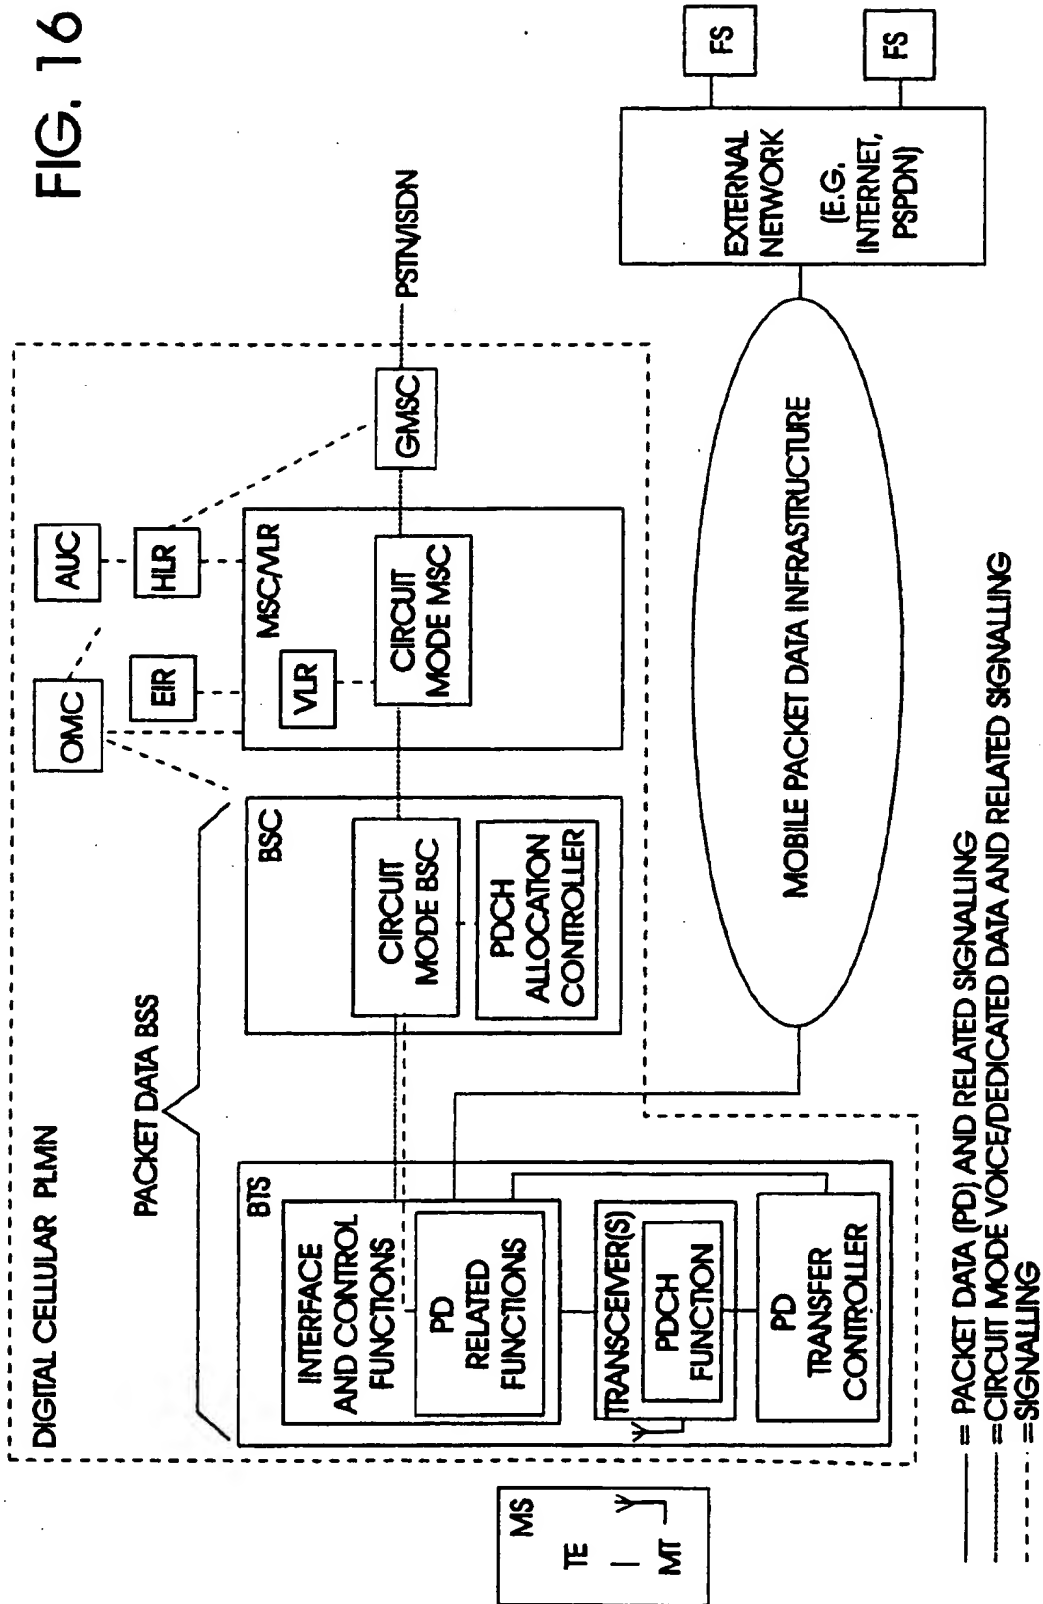 FIG. 16
DIGITAL CELLULAR PLMN
PACKET DATA BSS
OMC
AUC
EIR
HLR
MS
TE
MT
BTS
INTERFACE
AND CONTROL
FUNCTIONS
PD
RELATED
FUNCTIONS
TRANSCEIVER(S)
PDCH
FUNCTION
PD
TRANSFER
CONTROLLER
BSC
CIRCUIT
MODE BSC
PDCH
ALLOCATION
CONTROLLER
MSC/VLR
VLR
CIRCUIT
MODE MSC
GMSC
PSTN/ISDN
MOBILE PACKET DATA INFRASTRUCTURE
EXTERNAL
NETWORK
(E.G.
INTERNET,
PSPDN)
FS
FS
= PACKET DATA (PD) AND RELATED SIGNALLING
=CIRCUIT MODE VOICE/DEDICATED DATA AND RELATED SIGNALLING
=SIGNALLING